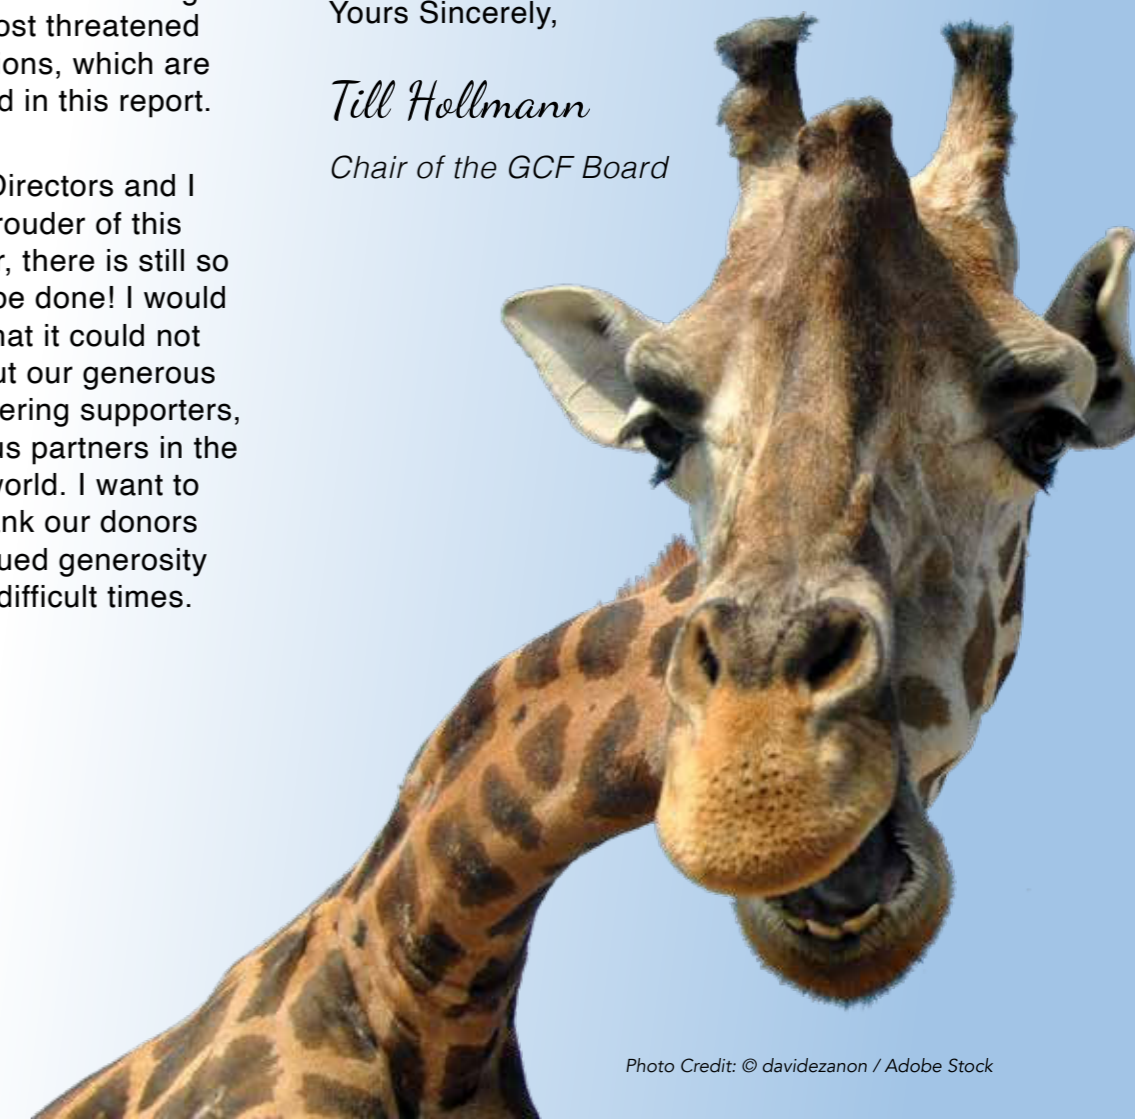 ost threatened
ions, which are
d in this report.
Directors and I
rouder of this
r, there is still so
be done! I would
hat it could not
ut our generous
ering supporters,
us partners in the
world. I want to
ank our donors
ued generosity
difficult times.
Yours Sincerely,
Till Hollmann
Chair of the GCF Board
Photo Credit: © davidezanon / Adobe Stock